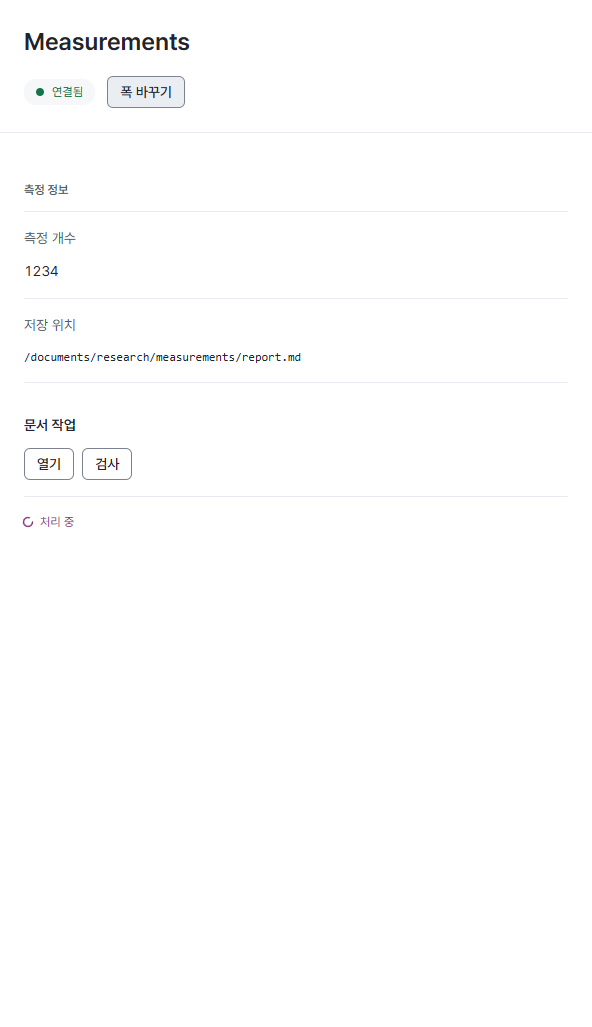 Measurements
연결됨
폭 바꾸기
측정 정보
측정 개수
1234
저장 위치
/documents/research/measurements/report.md
문서 작업
열기
검사
처리 중